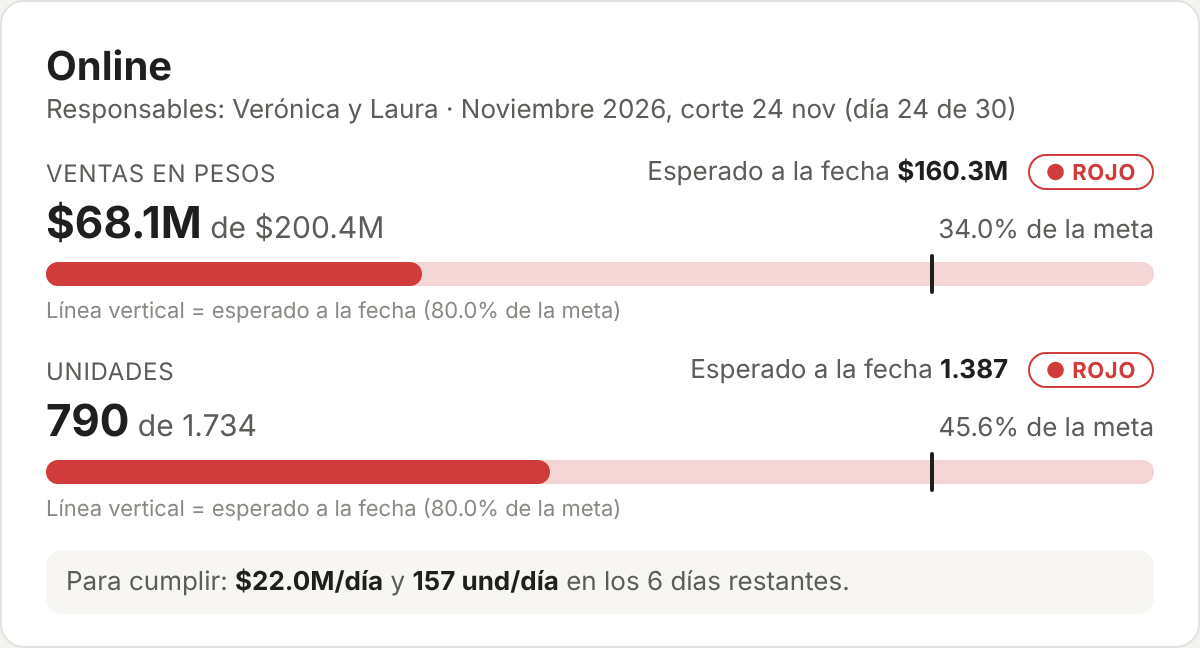 Online
Responsables: Verónica y Laura · Noviembre 2026, corte 24 nov (día 24 de 30)
VENTAS EN PESOS
Esperado a la fecha $160.3M
ROJO
$68.1M de $200.4M
34.0% de la meta
Línea vertical = esperado a la fecha (80.0% de la meta)
UNIDADES
Esperado a la fecha 1.387
ROJO
790 de 1.734
45.6% de la meta
Línea vertical = esperado a la fecha (80.0% de la meta)
Para cumplir: $22.0M/día y 157 und/día en los 6 días restantes.